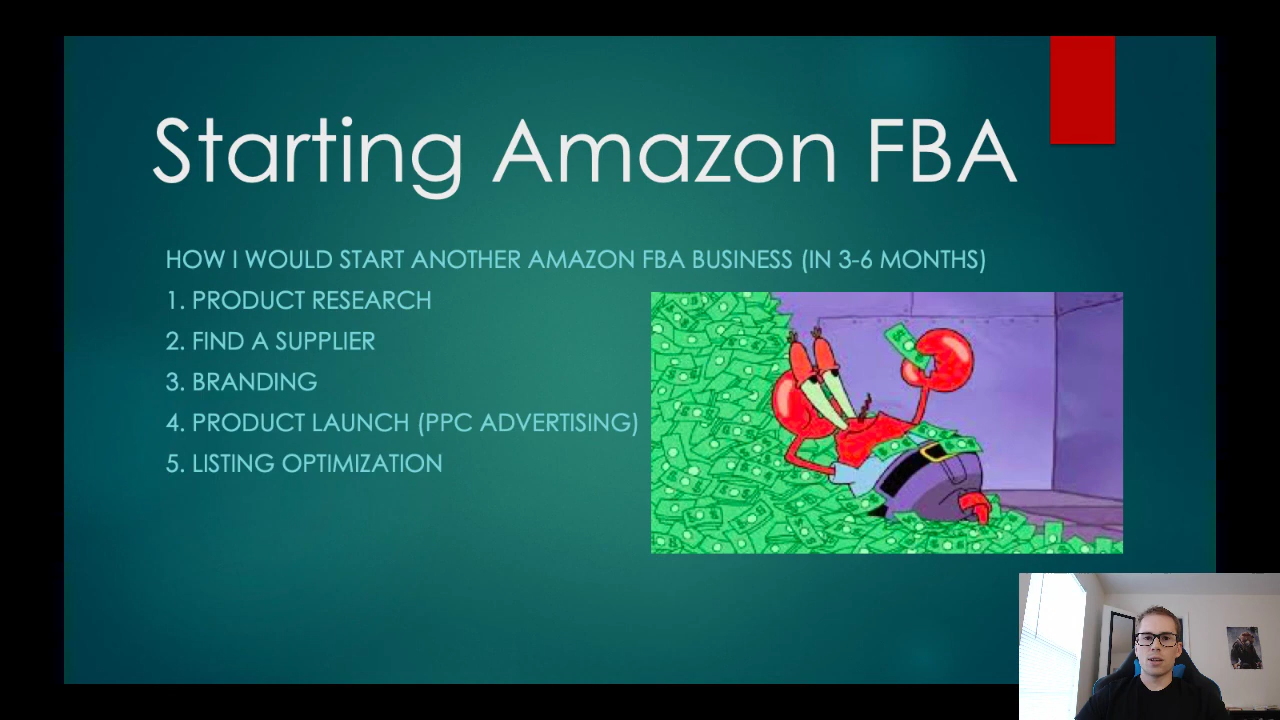 Starting Amazon FBA
HOW I WOULD START ANOTHER AMAZON FBA BUSINESS (IN 3-6 MONTHS)
1. PRODUCT RESEARCH
2. FIND A SUPPLIER
3. BRANDING
4. PRODUCT LAUNCH (PPC ADVERTISING)
5. LISTING OPTIMIZATION